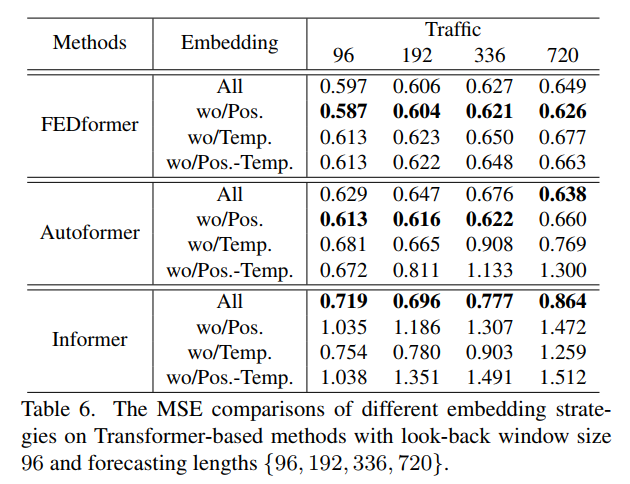 Methods Embedding Traffic
96 192 336 720
FEDformer All 0.597 0.606 0.627 0.649
wo/Pos. 0.587 0.604 0.621 0.626
wo/Temp. 0.613 0.623 0.650 0.677
wo/Pos.-Temp. 0.613 0.622 0.648 0.663
Autoformer All 0.629 0.647 0.676 0.638
wo/Pos. 0.613 0.616 0.622 0.660
wo/Temp. 0.681 0.665 0.908 0.769
wo/Pos.-Temp. 0.672 0.811 1.133 1.300
Informer All 0.719 0.696 0.777 0.864
wo/Pos. 1.035 1.186 1.307 1.472
wo/Temp. 0.754 0.780 0.903 1.259
wo/Pos.-Temp. 1.038 1.351 1.491 1.512
Table 6. The MSE comparisons of different embedding strate-
gies on Transformer-based methods with look-back window size
96 and forecasting lengths {96, 192, 336, 720}.